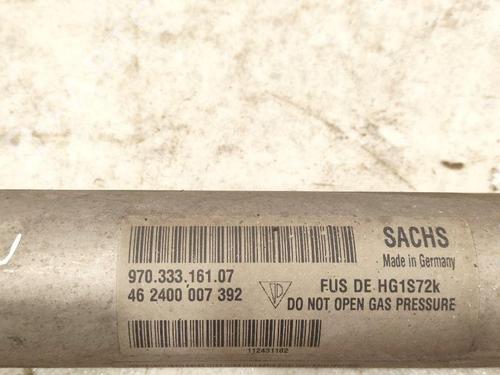 SACHS
Made in Germany
970.333.161.07
46 2400 007 392
FUS DE HG1S72k
DO NOT OPEN GAS PRESSURE
112431182